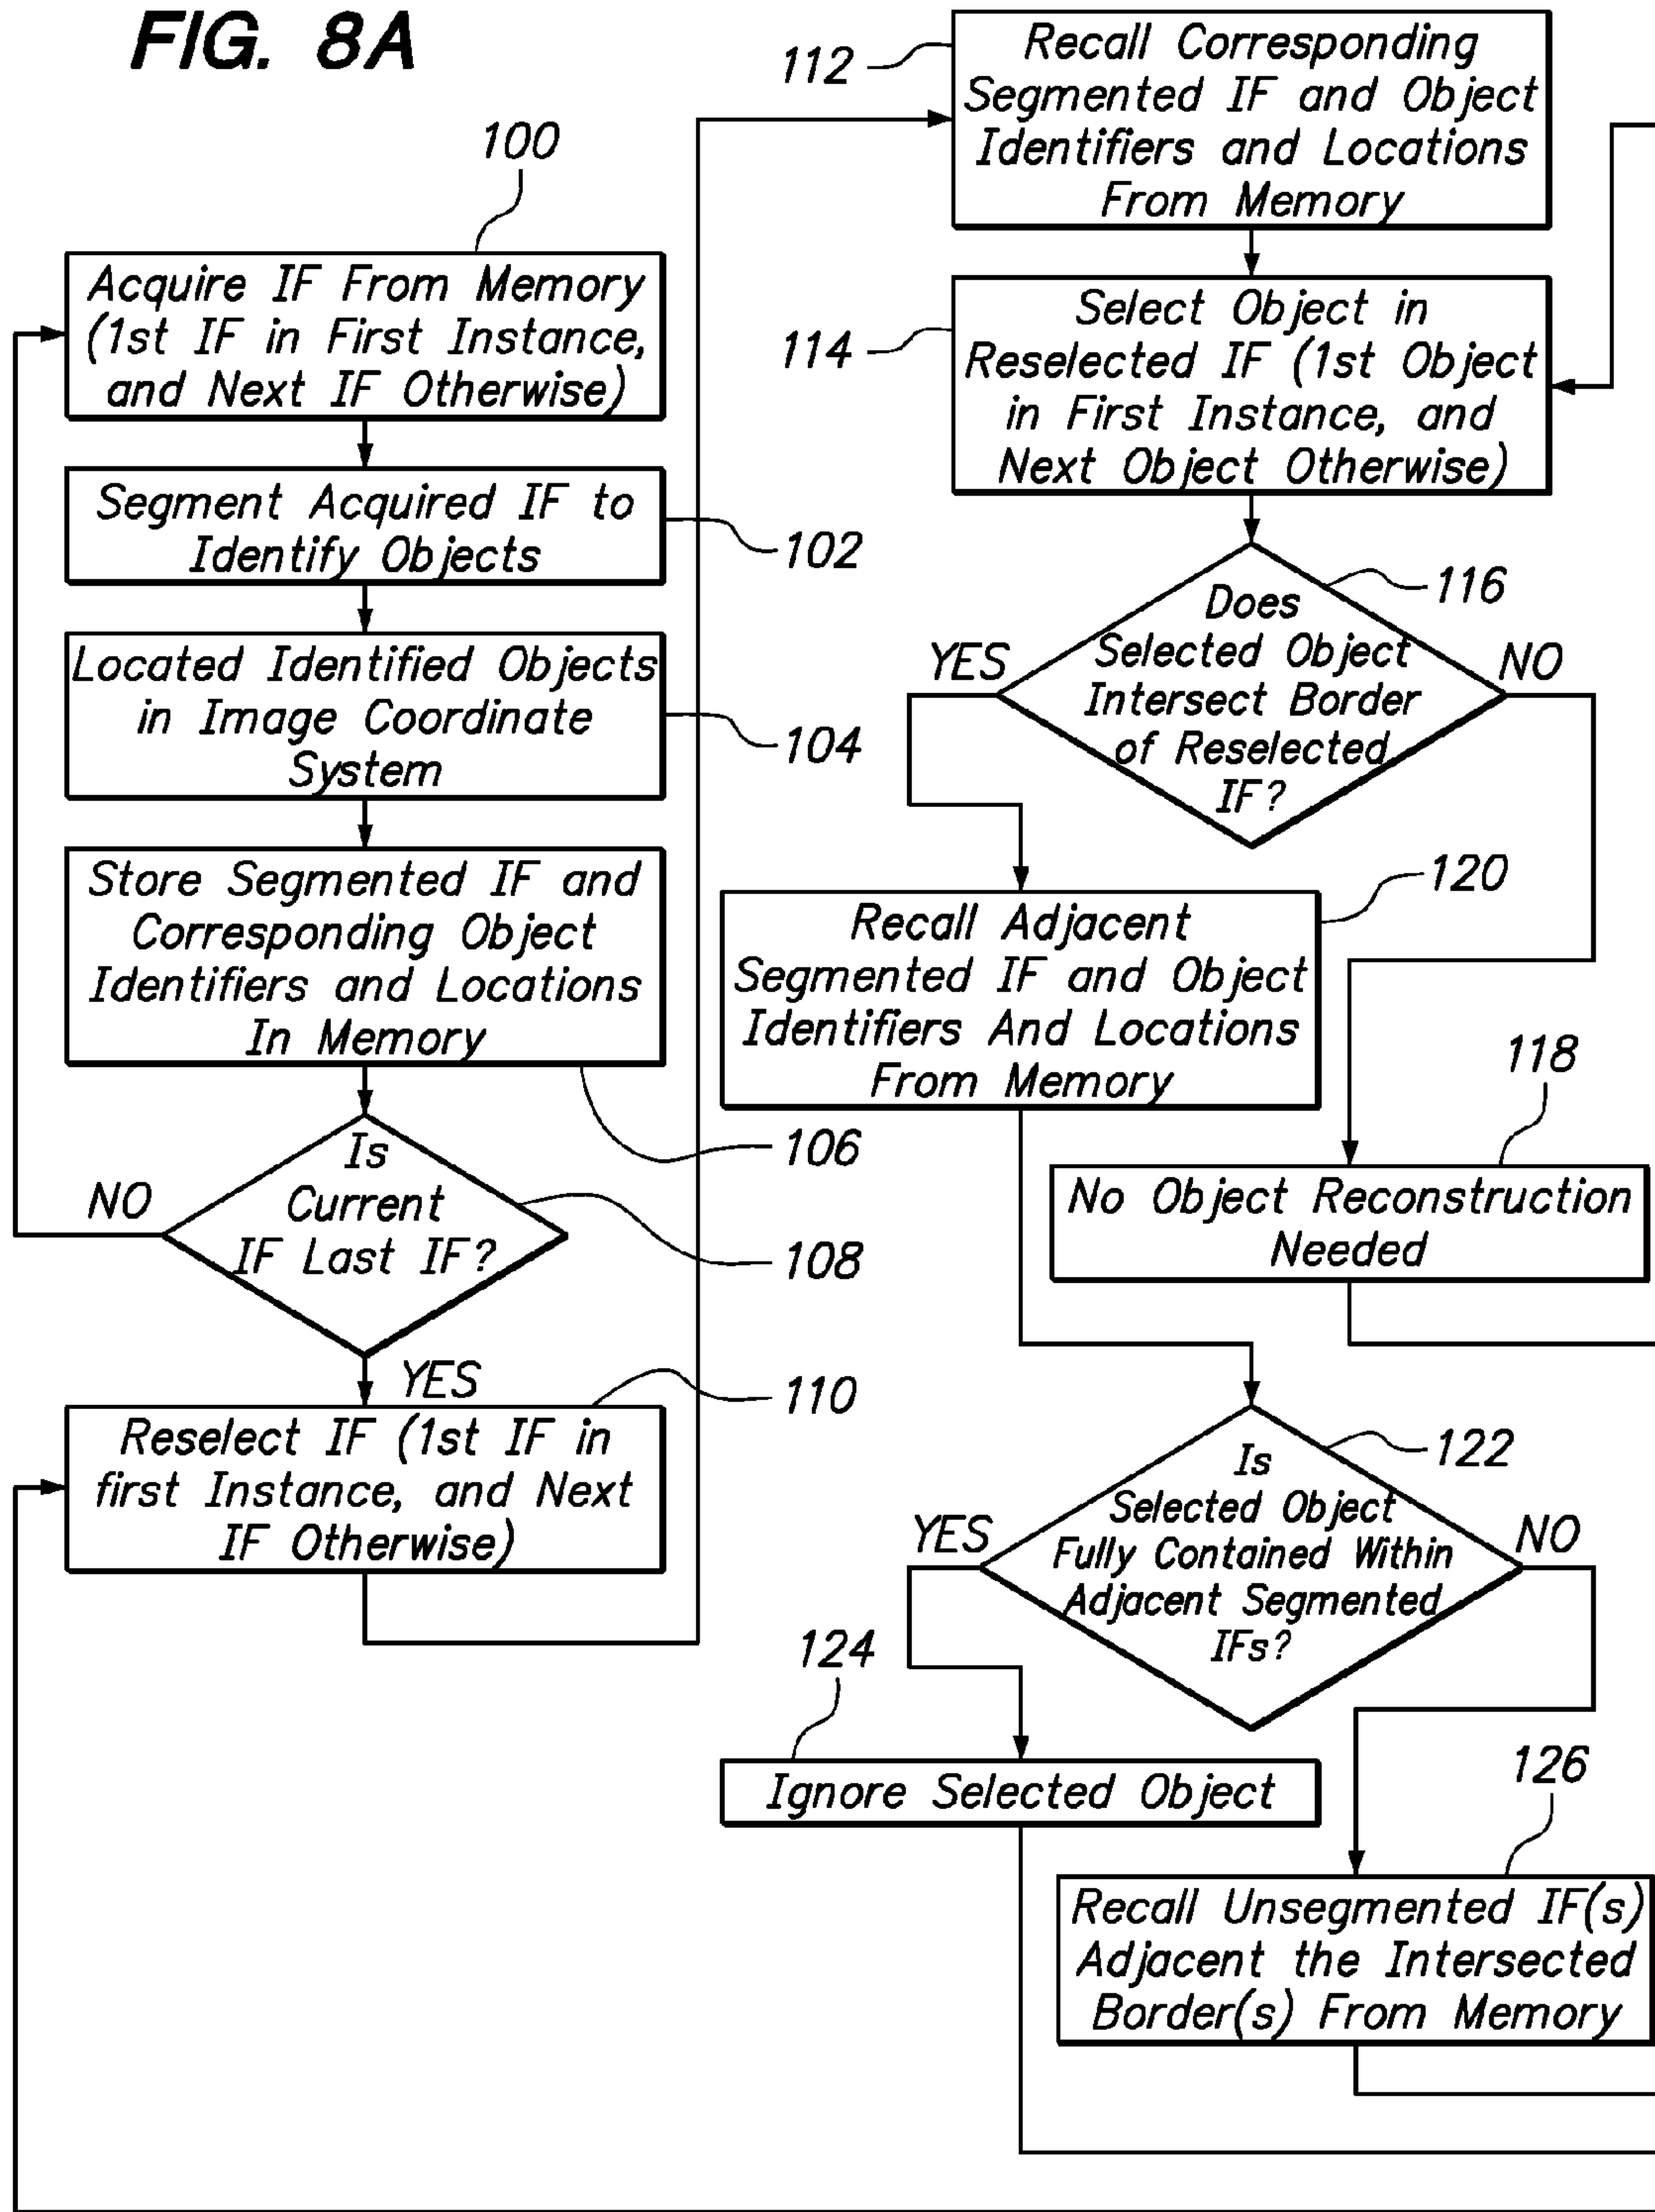 FIG. 8A
100
Acquire IF From Memory
(1st IF in First Instance,
and Next IF Otherwise)
Segment Acquired IF to
Identify Objects
102
Located Identified Objects
in Image Coordinate
System
104
Store Segmented IF and
Corresponding Object
Identifiers and Locations
In Memory
106
Is
Current
IF Last IF?
108
NO
YES
110
Reselect IF (1st IF in
first Instance, and Next
IF Otherwise)
112
Recall Corresponding
Segmented IF and Object
Identifiers and Locations
From Memory
114
Select Object in
Reselected IF (1st Object
in First Instance, and
Next Object Otherwise)
116
Does
Selected Object
Intersect Border
of Reselected
IF?
YES
NO
120
Recall Adjacent
Segmented IF and Object
Identifiers And Locations
From Memory
118
No Object Reconstruction
Needed
122
Is
Selected Object
Fully Contained Within
Adjacent Segmented
IFs?
YES
NO
124
Ignore Selected Object
126
Recall Unsegmented IF(s)
Adjacent the Intersected
Border(s) From Memory